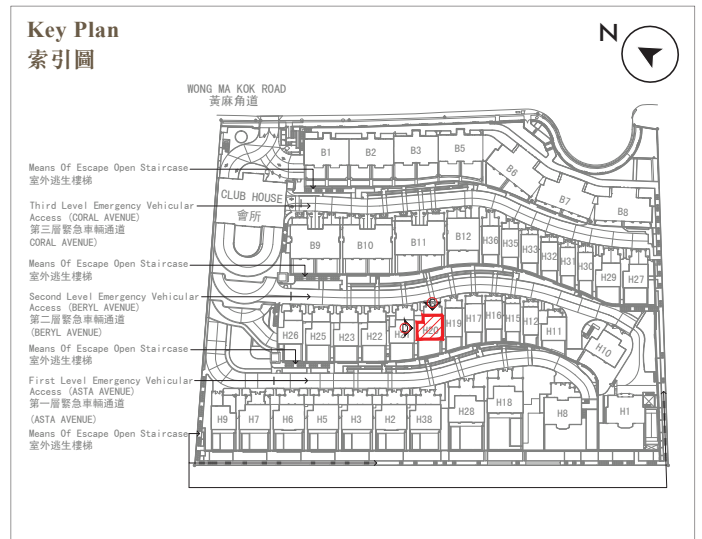 Key Plan
索引圖
N
WONG MA KOK ROAD
黃麻角道
Means Of Escape Open Staircase
室外逃生樓梯
Third Level Emergency Vehicular
Access (CORAL AVENUE)
第三層緊急車輛通道
CORAL AVENUE)
Means Of Escape Open Staircase
室外逃生樓梯
Second Level Emergency Vehicular
Access (BERYL AVENUE)
第二層緊急車輛通道
(BERYL AVENUE)
Means Of Escape Open Staircase
室外逃生樓梯
First Level Emergency Vehicular
Access (ASTA AVENUE)
第一層緊急車輛通道
(ASTA AVENUE)
Means Of Escape Open Staircase
室外逃生樓梯
CLUB HOUSE
會所
B1 B2 B3 B5 B6 B7 B8
B9 B10 B11 B12 H36 H35 H33 H32 H31 H30 H29 H27
H26 H25 H23 H22 H20 H19 H17 H16 H15 H12 H11 H10
H9 H7 H6 H5 H3 H2 H38 H28 H18 H8 H1